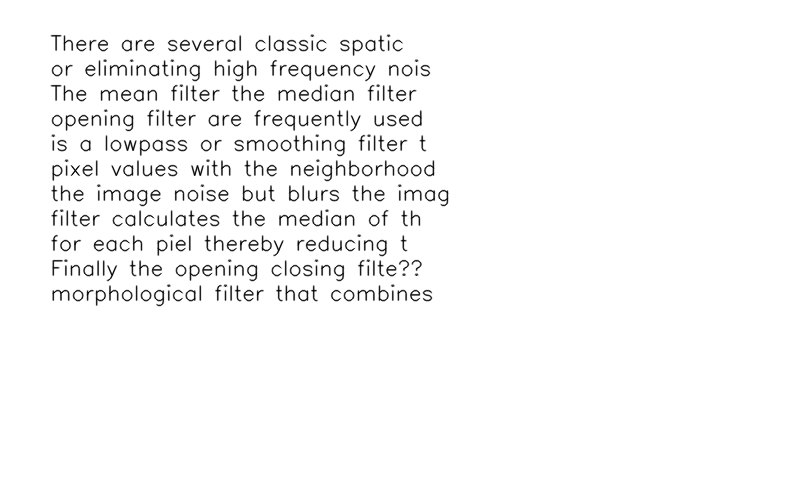 There are several classic spatic
or eliminating high frequency nois
The mean filter the median filter
opening filter are frequently used
is a lowpass or smoothing filter t
pixel values with the neighborhood
the image noise but blurs the imag
filter calculates the median of th
for each piel thereby reducing t
Finally the opening closing filte??
morphological filter that combines